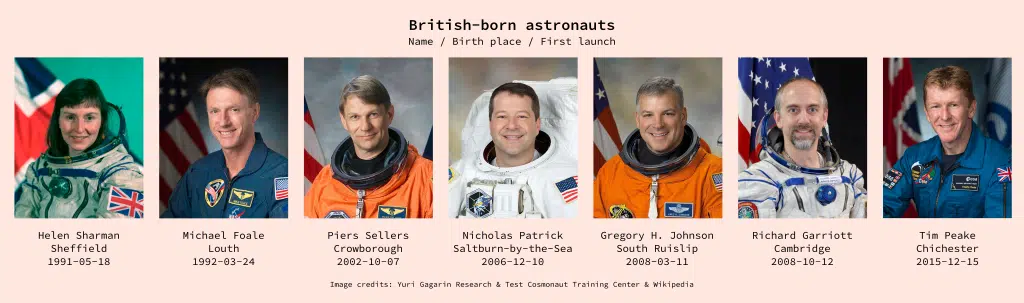 British-born astronauts
Name / Birth place / First launch
Helen Sharman
Sheffield
1991-05-18
Michael Foale
Louth
1992-03-24
Piers Sellers
Crowborough
2002-10-07
Nicholas Patrick
Saltburn-by-the-Sea
2006-12-10
Gregory H. Johnson
South Ruislip
2008-03-11
Richard Garriott
Cambridge
2008-10-12
Tim Peake
Chichester
2015-12-15
Image credits: Yuri Gagarin Research & Test Cosmonaut Training Center & Wikipedia